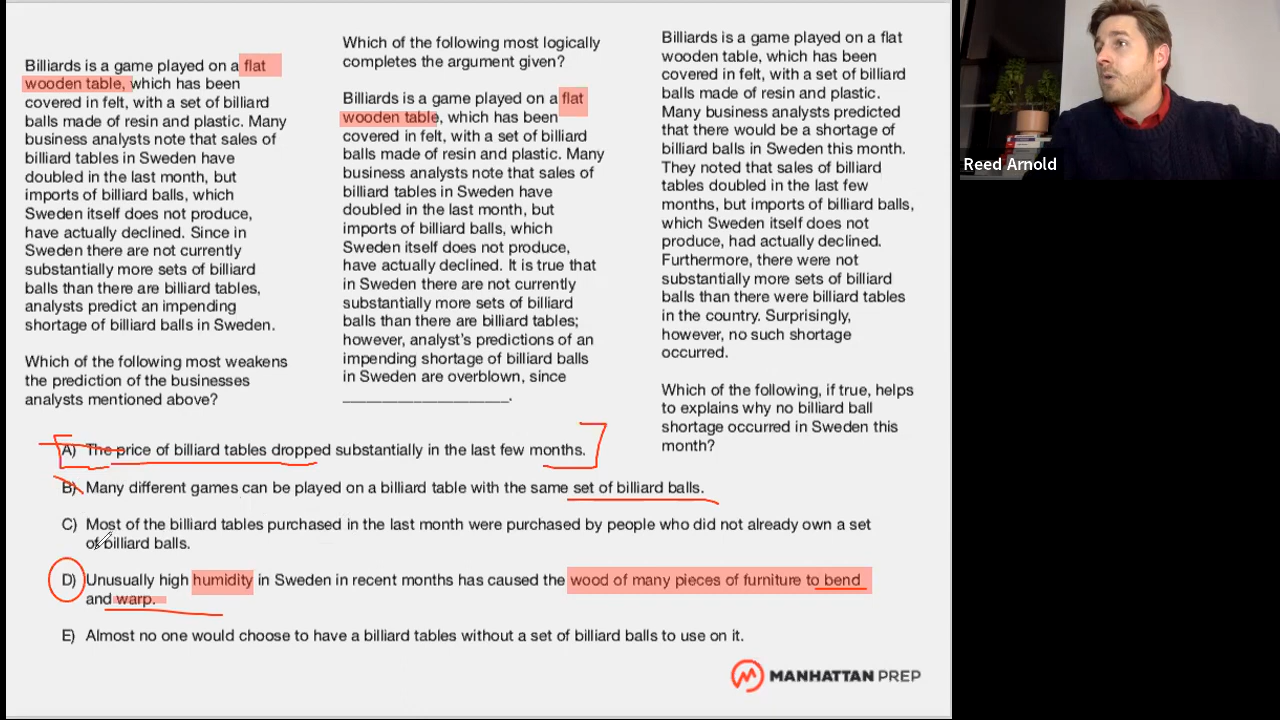 Billiards is a game played on a flat
wooden table, which has been
covered in felt, with a set of billiard
balls made of resin and plastic. Many
business analysts note that sales of
billiard tables in Sweden have
doubled in the last month, but
imports of billiard balls, which
Sweden itself does not produce,
have actually declined. Since in
Sweden there are not currently
substantially more sets of billiard
balls than there are billiard tables,
analysts predict an impending
shortage of billiard balls in Sweden.
Which of the following most weakens
the prediction of the businesses
analysts mentioned above?
Which of the following most logically
completes the argument given?
Billiards is a game played on a flat
wooden table, which has been
covered in felt, with a set of billiard
balls made of resin and plastic. Many
business analysts note that sales of
billiard tables in Sweden have
doubled in the last month, but
imports of billiard balls, which
Sweden itself does not produce,
have actually declined. It is true that
in Sweden there are not currently
substantially more sets of billiard
balls than there are billiard tables;
however, analyst's predictions of an
impending shortage of billiard balls
in Sweden are overblown, since
____________________.
Billiards is a game played on a flat
wooden table, which has been
covered in felt, with a set of billiard
balls made of resin and plastic.
Many business analysts predicted
that there would be a shortage of
billiard balls in Sweden this month.
They noted that sales of billiard
tables doubled in the last few
months, but imports of billiard balls,
which Sweden itself does not
produce, had actually declined.
Furthermore, there were not
substantially more sets of billiard
balls than there were billiard tables
in the country. Surprisingly,
however, no such shortage
occurred.
Which of the following, if true, helps
to explains why no billiard ball
shortage occurred in Sweden this
month?
A) The price of billiard tables dropped substantially in the last few months.
B) Many different games can be played on a billiard table with the same set of billiard balls.
C) Most of the billiard tables purchased in the last month were purchased by people who did not already own a set
of billiard balls.
D) Unusually high humidity in Sweden in recent months has caused the wood of many pieces of furniture to bend
and warp.
E) Almost no one would choose to have a billiard tables without a set of billiard balls to use on it.
MANHATTAN PREP
Reed Arnold